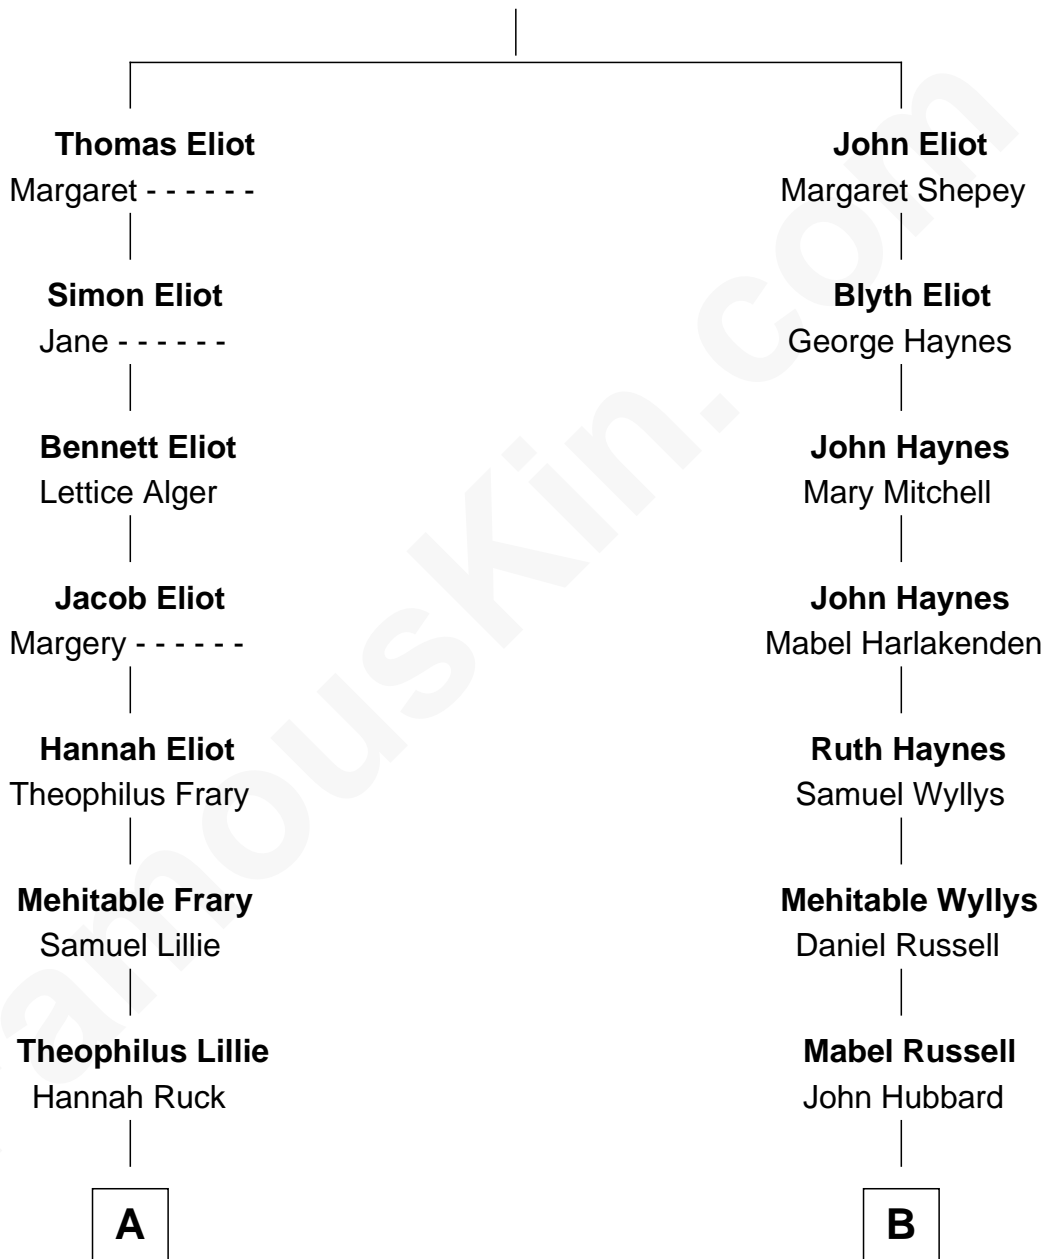 Thomas Eliot
Margaret - - - - - -
Simon Eliot
Jane - - - - - -
Bennett Eliot
Lettice Alger
Jacob Eliot
Margery - - - - - -
Hannah Eliot
Theophilus Frary
Mehitable Frary
Samuel Lillie
Theophilus Lillie
Hannah Ruck
A
John Eliot
Margaret Shepey
Blyth Eliot
George Haynes
John Haynes
Mary Mitchell
John Haynes
Mabel Harlakenden
Ruth Haynes
Samuel Wyllys
Mehitable Wyllys
Daniel Russell
Mabel Russell
John Hubbard
B
amouskin.com